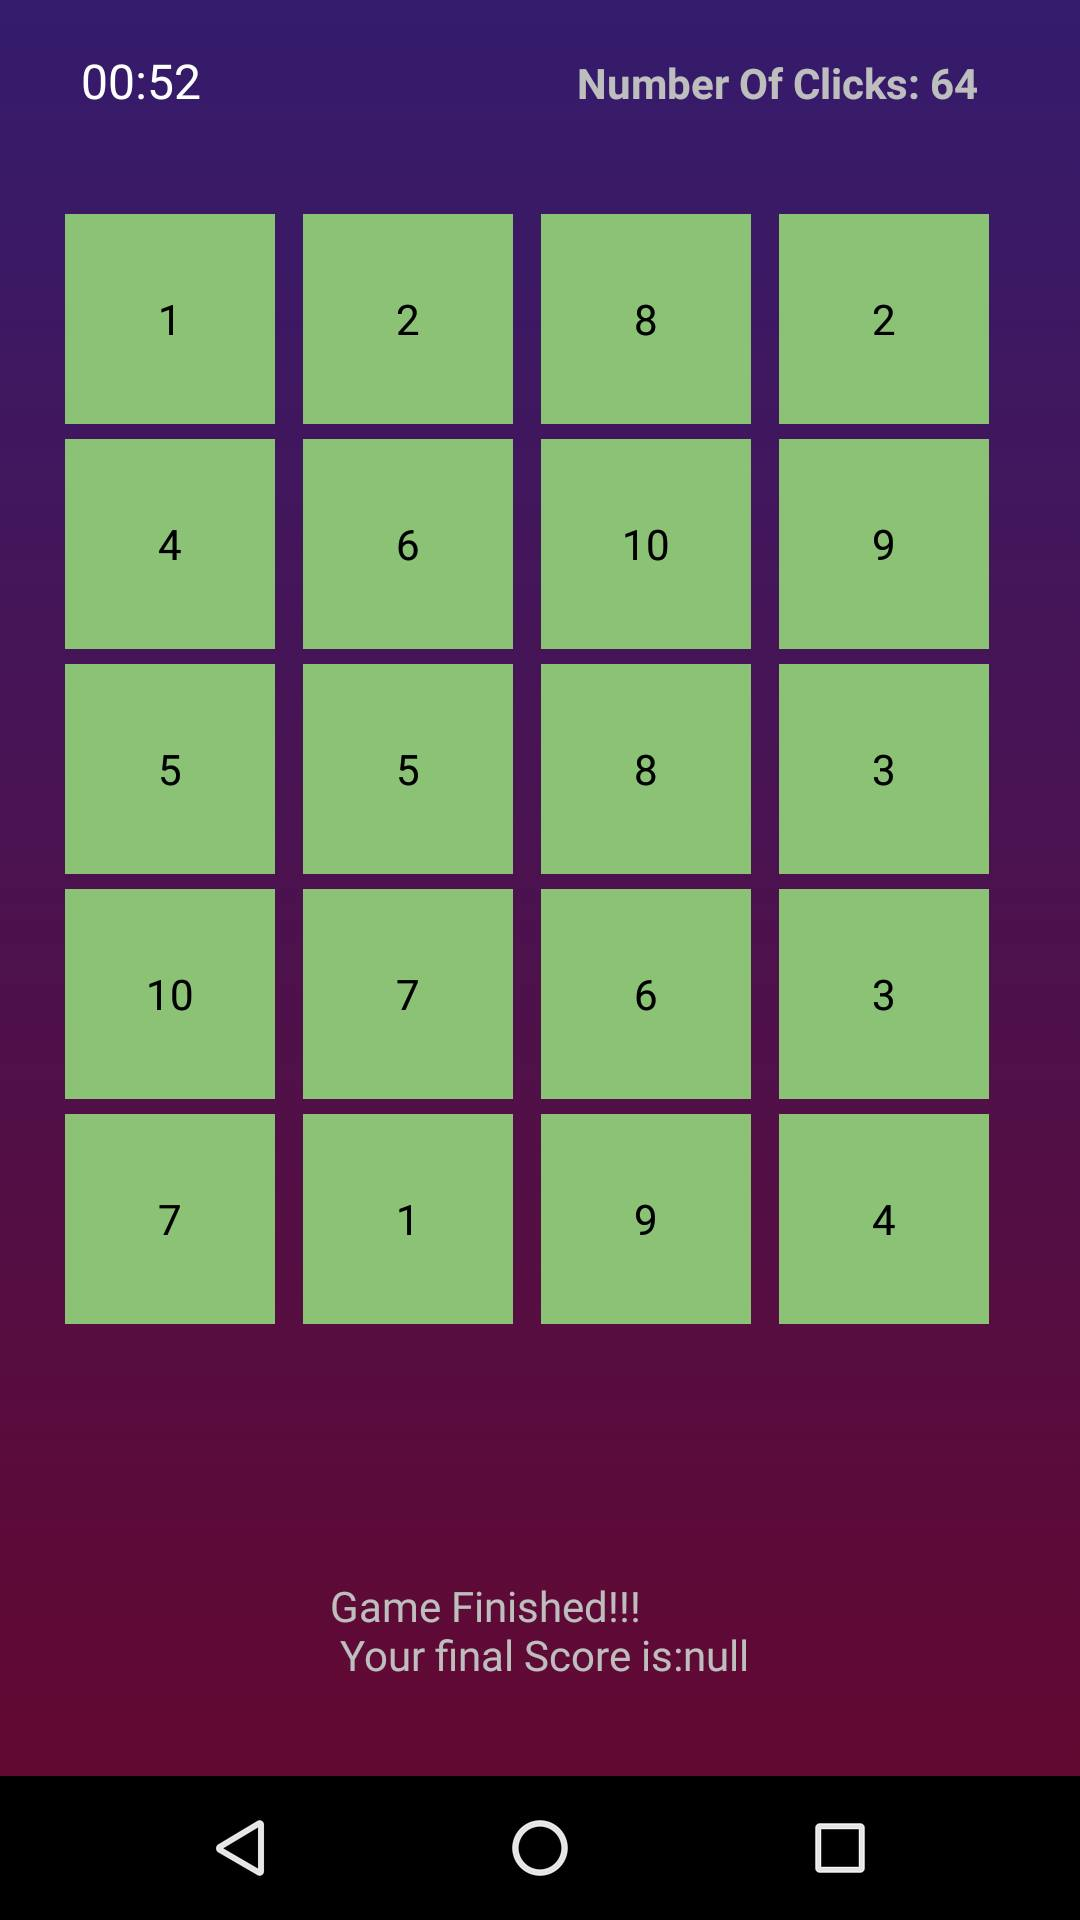 00:52 Number Of Clicks: 64
1 2 8 2
4 6 10 9
5 5 8 3
10 7 6 3
7 1 9 4
Game Finished!!!
Your final Score is:null